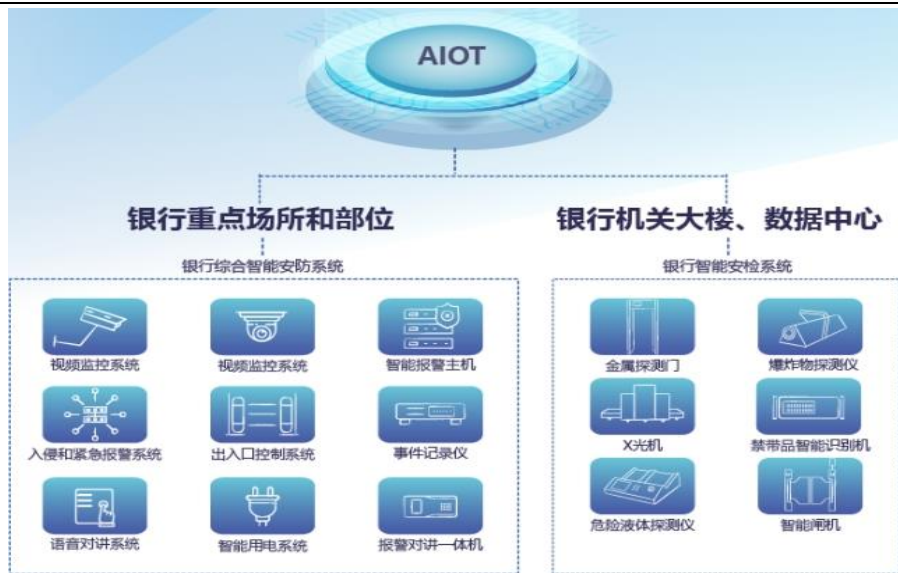 AIOT
银行重点场所和部位
银行机关大楼、数据中心
银行综合智能安防系统
银行智能安检系统
视频监控系统
视频监控系统
智能报警主机
入侵和紧急报警系统
出入口控制系统
事件记录仪
语音对讲系统
智能用电系统
报警对讲一体机
金属探测门
爆炸物探测仪
X光机
禁带品智能识别机
危险液体探测仪
智能闸机